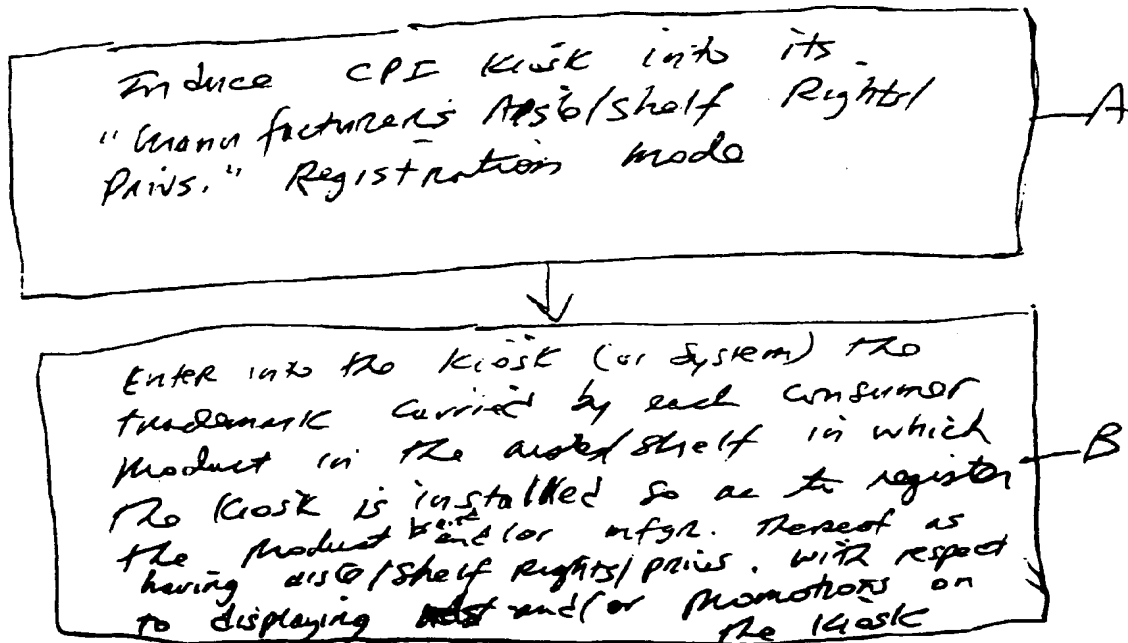 Induce CPI Kiosk into its
"Manufacturer's Aisle/Shelf Rights/
Privs." Registration mode
A
Enter into the Kiosk (or System) the
trademark carried by each consumer
product in the aisle/shelf in which
the Kiosk is installed so as to register
the product and/or mfgr. thereof as
having aisle/shelf Rights/privs. with respect
to displaying and/or promotions on
the Kiosk
B